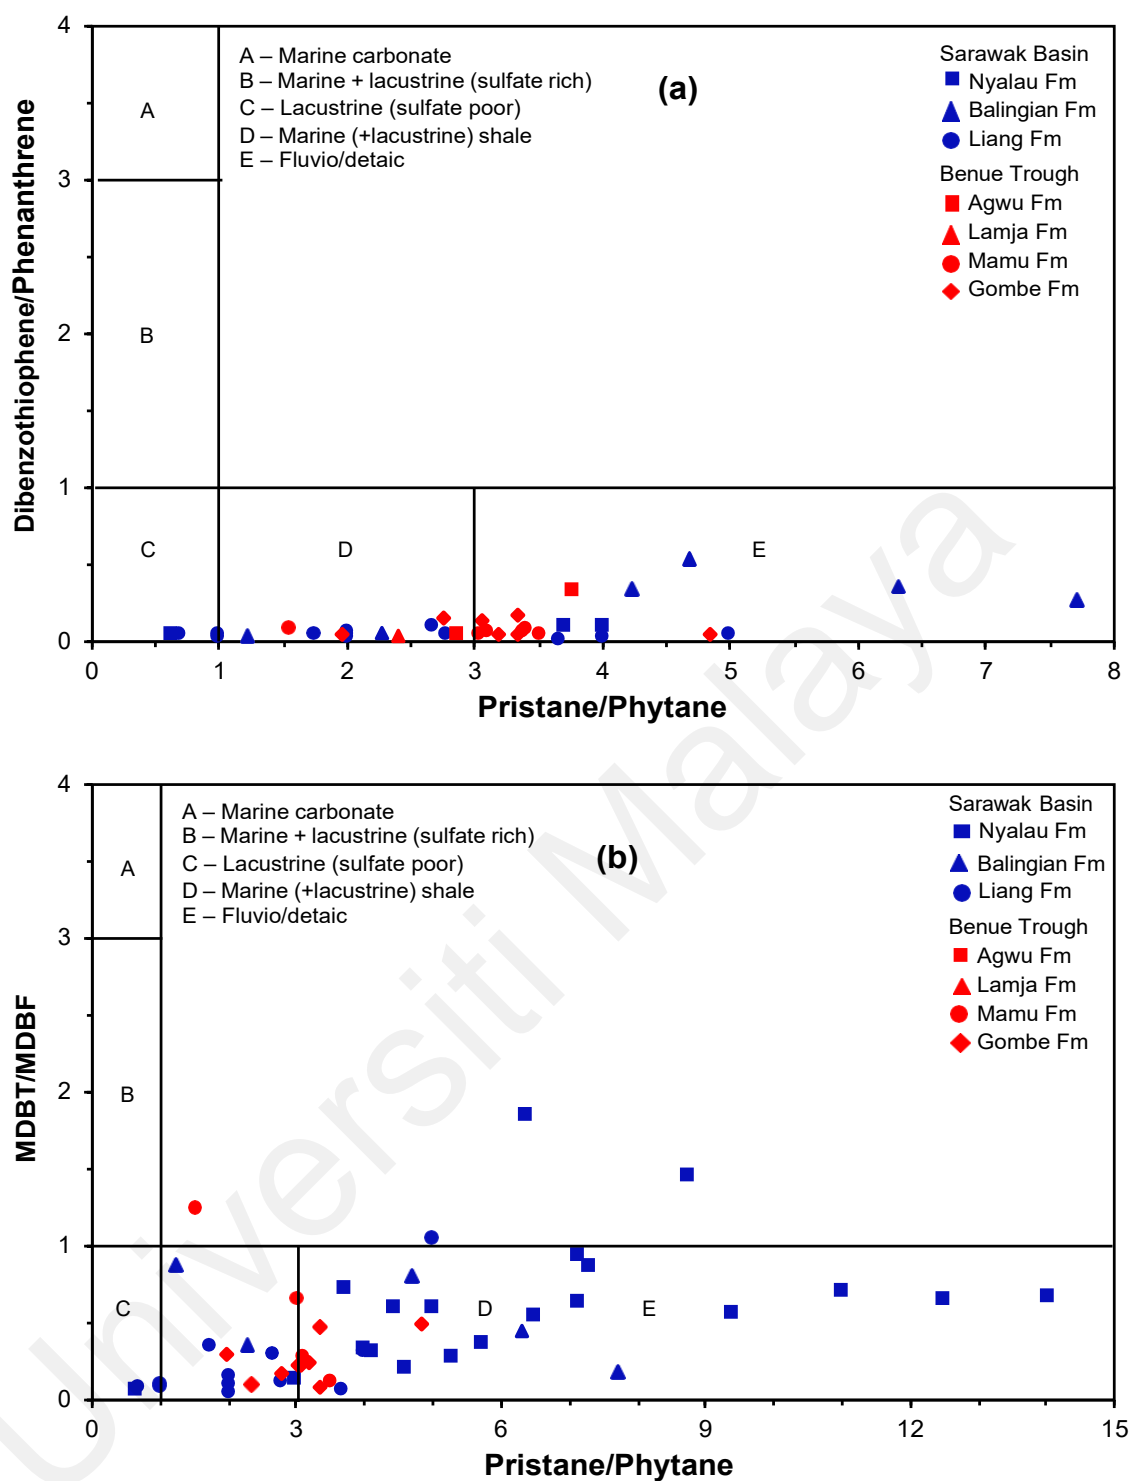 4
3
2
1
0
Dibenzothiophene/Phenanthrene
A – Marine carbonate
B – Marine + lacustrine (sulfate rich)
C – Lacustrine (sulfate poor)
D – Marine (+lacustrine) shale
E – Fluvio/detaic
(a)
Sarawak Basin
Nyalau Fm
Balingian Fm
Liang Fm
Benue Trough
Agwu Fm
Lamja Fm
Mamu Fm
Gombe Fm
A
B
C
D
E
0 1 2 3 4 5 6 7 8
Pristane/Phytane
4
3
2
1
0
MDBT/MDBF
A – Marine carbonate
B – Marine + lacustrine (sulfate rich)
C – Lacustrine (sulfate poor)
D – Marine (+lacustrine) shale
E – Fluvio/detaic
(b)
Sarawak Basin
Nyalau Fm
Balingian Fm
Liang Fm
Benue Trough
Agwu Fm
Lamja Fm
Mamu Fm
Gombe Fm
A
B
C
D
E
0 3 6 9 12 15
Pristane/Phytane
Universiti Malaya